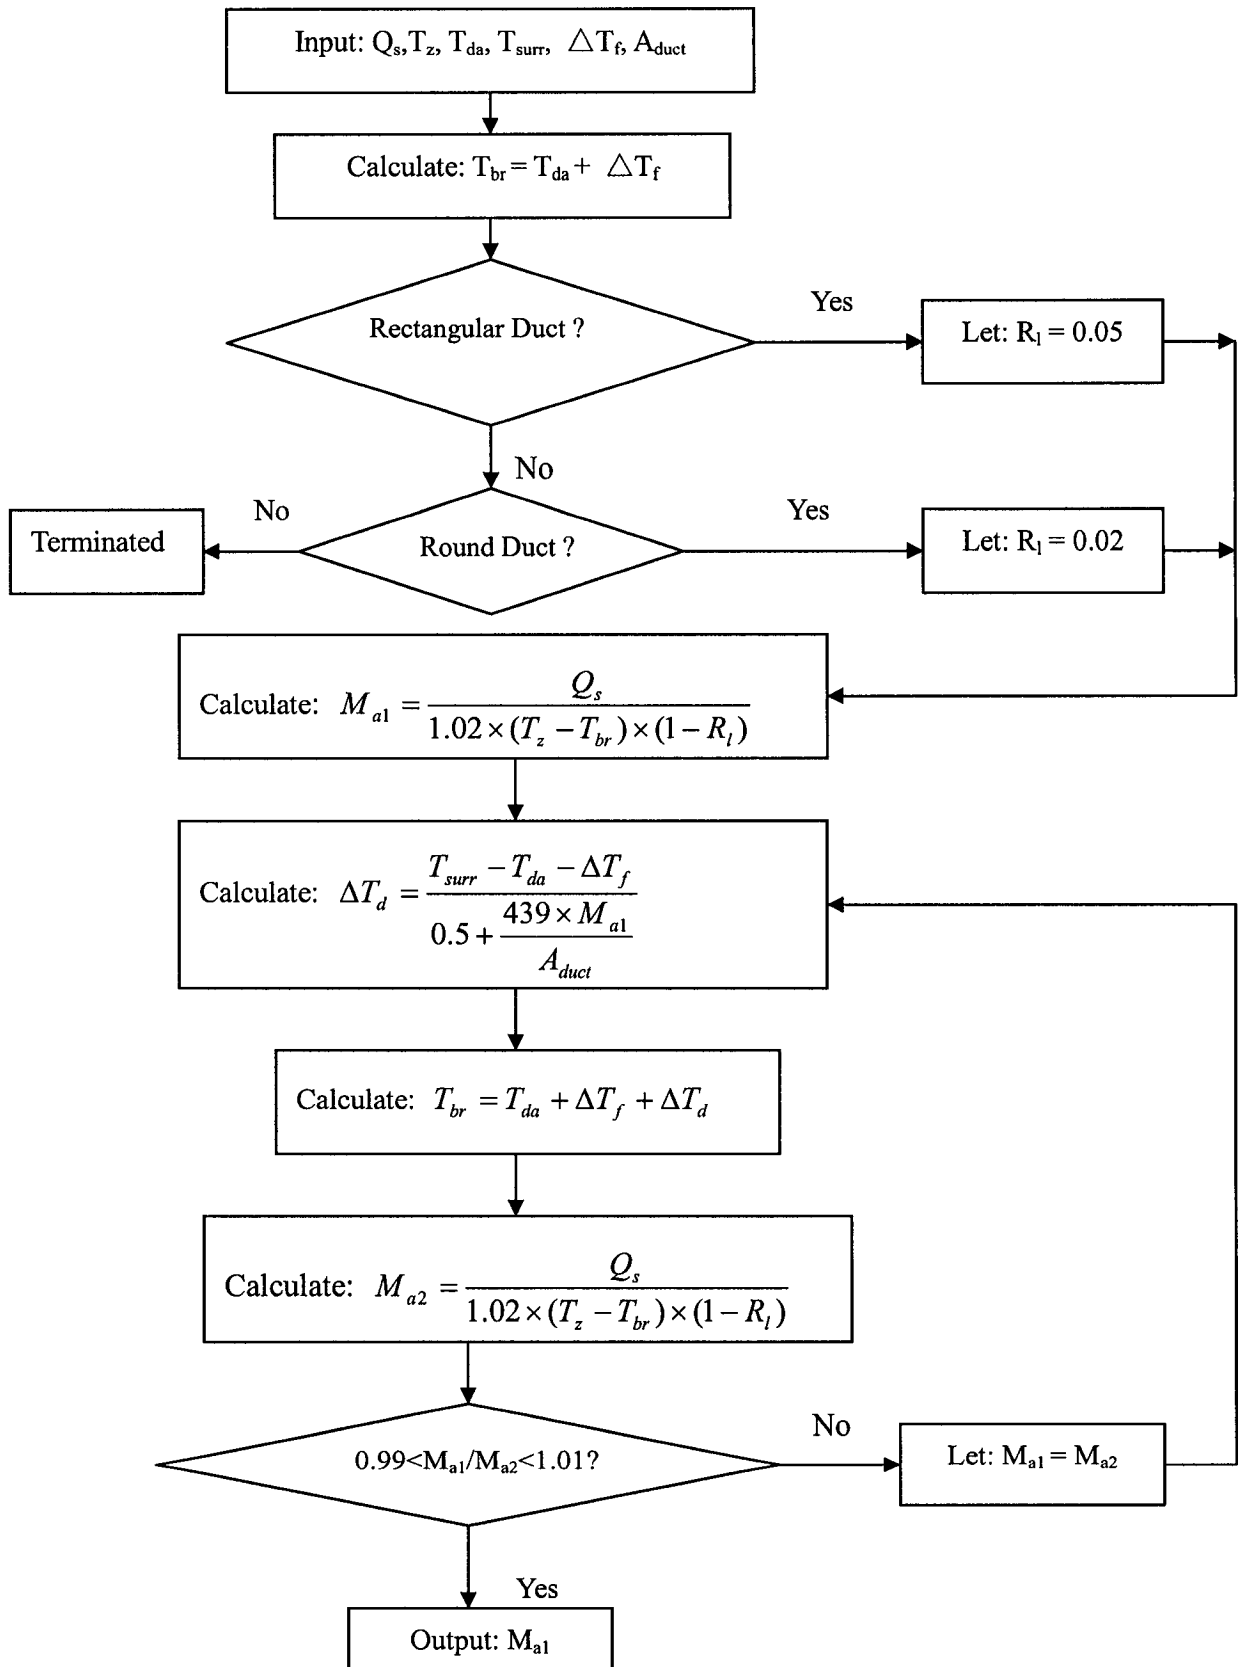 Input: Qs,Tz, Tda, Tsurr, △Tf, Aduct
Calculate: Tbr = Tda + △Tf
Rectangular Duct ?
Yes
Let: Rl = 0.05
No
Round Duct ?
No
Terminated
Yes
Let: Rl = 0.02
Calculate: Ma1 = Qs / 1.02×(Tz − Tbr)×(1− Rl)
Calculate: ΔTd = Tsurr − Tda − ΔTf / 0.5 + 439 × Ma1 / Aduct
Calculate: Tbr = Tda + ΔTf + ΔTd
Calculate: Ma2 = Qs / 1.02×(Tz − Tbr)×(1− Rl)
0.99<Ma1/Ma2<1.01?
No
Let: Ma1 = Ma2
Yes
Output: Ma1